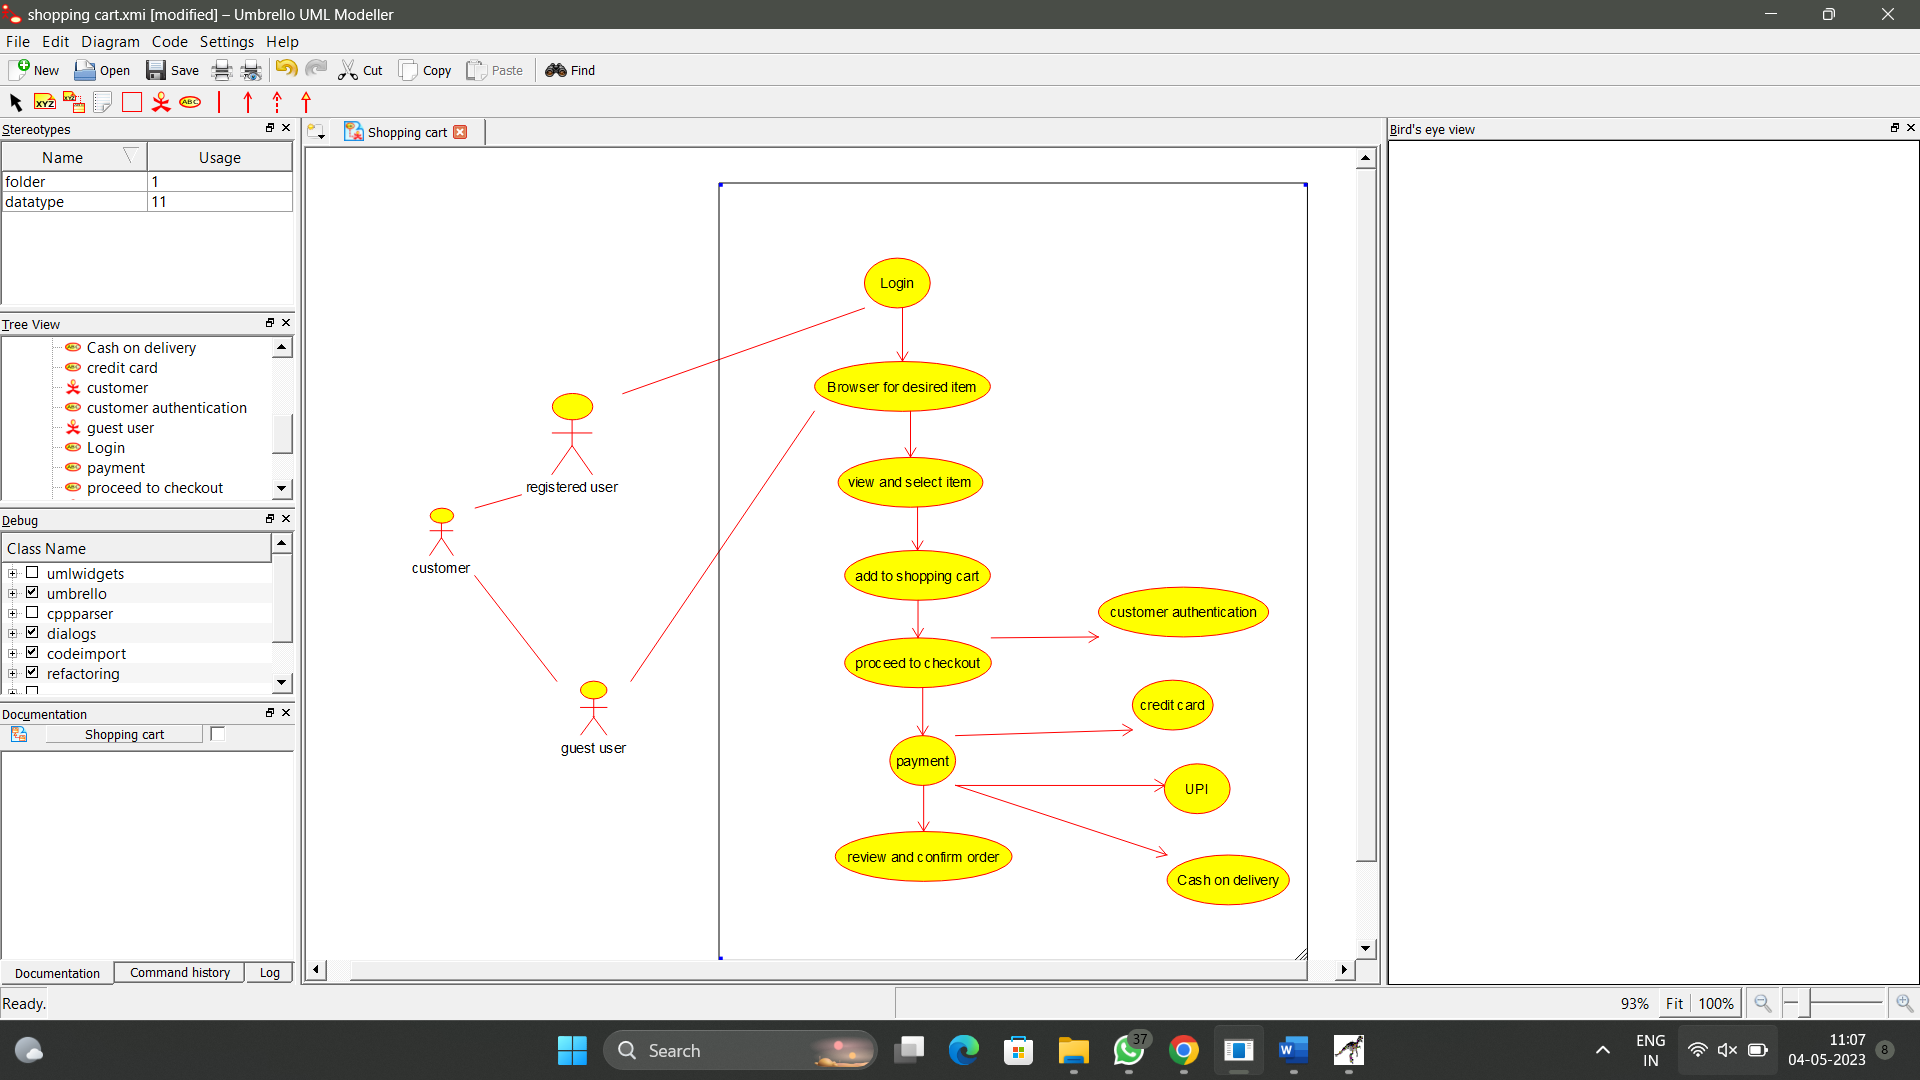 shopping cart.xmi [modified] – Umbrello UML Modeller
File Edit Diagram Code Settings Help
New Open Save Cut Copy Paste Find
XYZ XYZ ABC
Stereotypes
Name Usage
folder 1
datatype 11
Tree View
Cash on delivery
credit card
customer
customer authentication
guest user
Login
payment
proceed to checkout
Debug
Class Name
umlwidgets
umbrello
cppparser
dialogs
codeimport
refactoring
Documentation
Shopping cart
Documentation Command history Log
Ready.
Shopping cart
Login
Browser for desired item
registered user
view and select item
customer
add to shopping cart
customer authentication
proceed to checkout
credit card
guest user
payment
UPI
review and confirm order
Cash on delivery
Bird's eye view
93% Fit 100%
Search
37
ENG
IN
11:07
04-05-2023
8